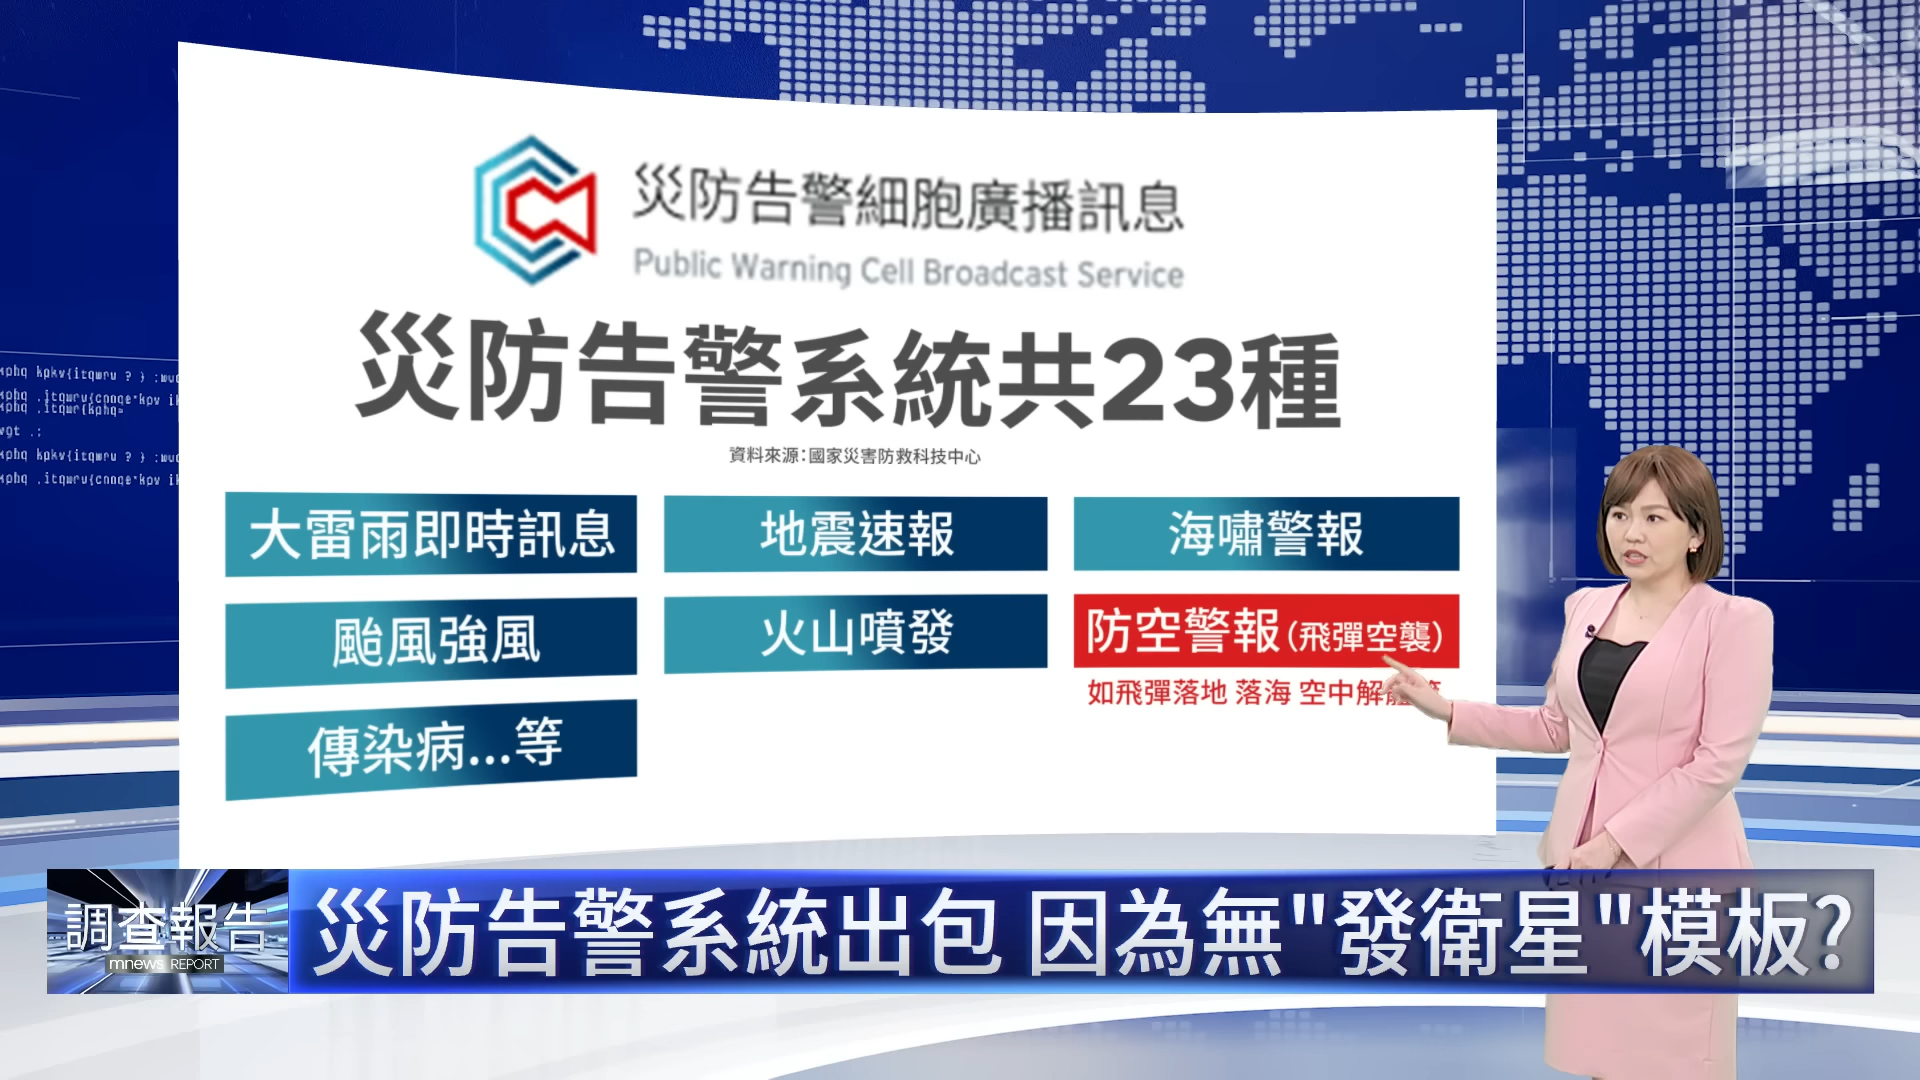 災防告警細胞廣播訊息
Public Warning Cell Broadcast Service
災防告警系統共23種
資料來源:國家災害防救科技中心
大雷雨即時訊息
地震速報
海嘯警報
颱風強風
火山噴發
防空警報(飛彈空襲)
如飛彈落地 落海 空中解體等
傳染病...等
調查報告
mnews REPORT
災防告警系統出包 因為無"發衛星"模板?